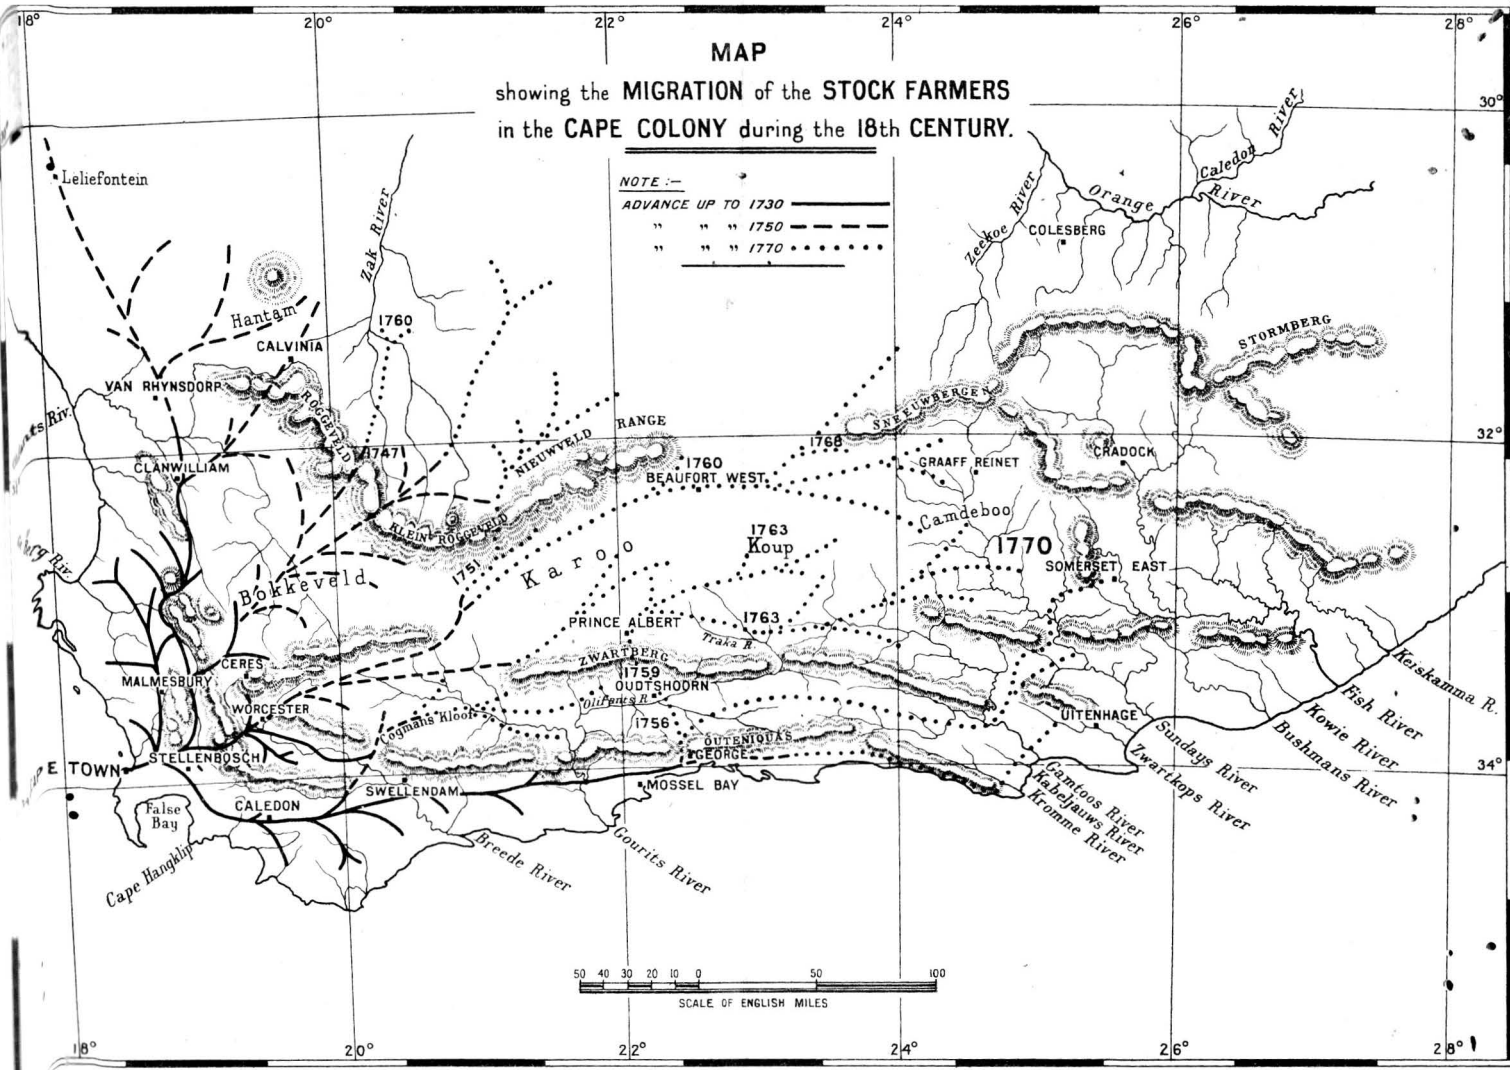 18°
20°
22°
24°
26°
28°
MAP
showing the MIGRATION of the STOCK FARMERS
in the CAPE COLONY during the 18th CENTURY.
30°
NOTE :—
ADVANCE UP TO 1730
" " " 1750
" " " 1770
Leliefontein
Zak River
Zeekoe River
Orange River
Caledon River
COLESBERG
Hantam
1760
CALVINIA
STORMBERG
VAN RHYNSDORP
ROGGEVELD
SNEEUWBERGEN
NIEUWVELD RANGE
32°
1768
1747
CLANWILLIAM
1760
BEAUFORT WEST
GRAAFF REINET
CRADOCK
KLEIN ROGGEVELD
Camdeboo
1763
Koup
1770
1751
Karoo
SOMERSET EAST
Bokkeveld
PRINCE ALBERT
1763
Traka R.
ZWARTBERG
CERES
MALMESBURY
1759
OUDTSHOORN
Olifants R
Keiskamma R.
Fish River
Kowie River
Bushmans River
WORCESTER
Cogmans Kloof
1756
UITENHAGE
Sundays River
Zwartkops River
OUTENIQUAS
GEORGE
STELLENBOSCH
E TOWN
34°
SWELLENDAM
MOSSEL BAY
Gamtoos River
Kabeljauws River
Kromme River
False
Bay
CALEDON
Cape Hangklip
Breede River
Gourits River
50 40 30 20 10 0 50 100
SCALE OF ENGLISH MILES
18°
20°
22°
24°
26°
28°